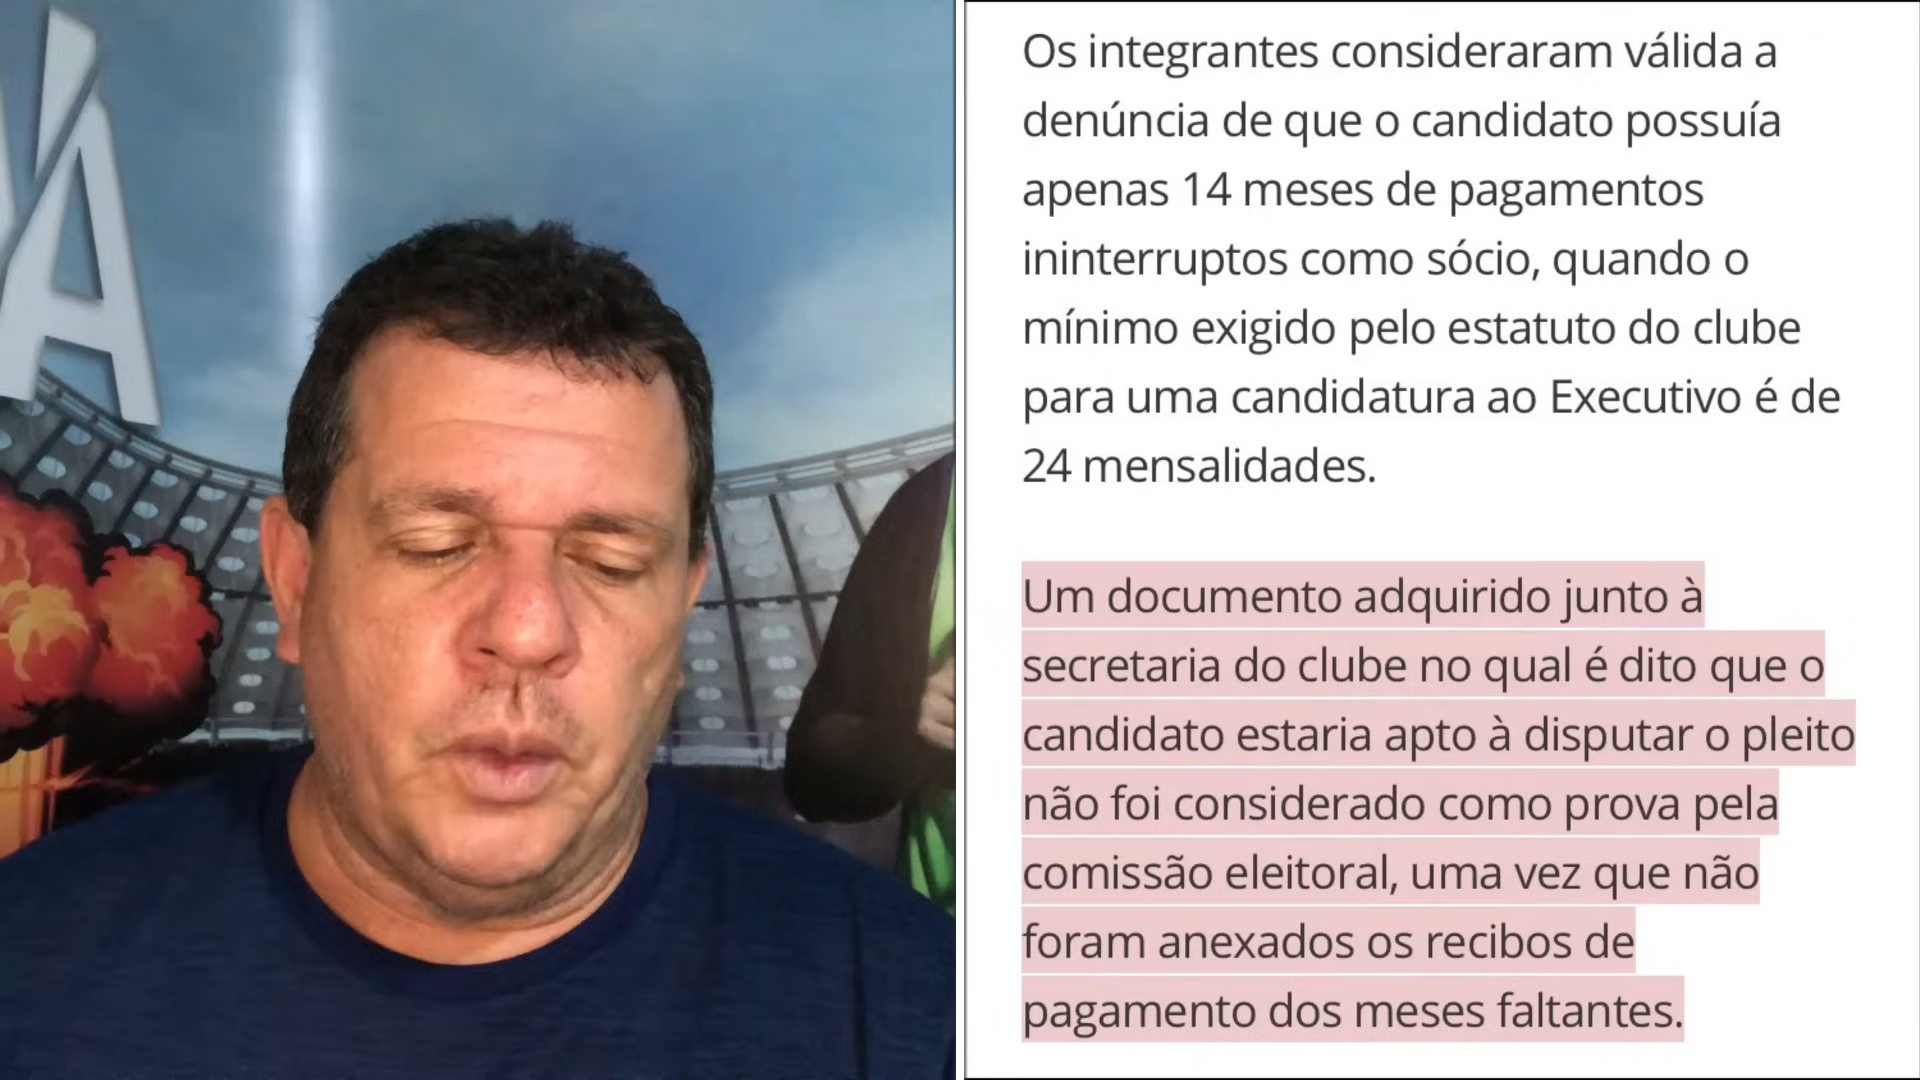 A
Os integrantes consideraram válida a
denúncia de que o candidato possuía
apenas 14 meses de pagamentos
ininterruptos como sócio, quando o
mínimo exigido pelo estatuto do clube
para uma candidatura ao Executivo é de
24 mensalidades.
Um documento adquirido junto à
secretaria do clube no qual é dito que o
candidato estaria apto à disputar o pleito
não foi considerado como prova pela
comissão eleitoral, uma vez que não
foram anexados os recibos de
pagamento dos meses faltantes.